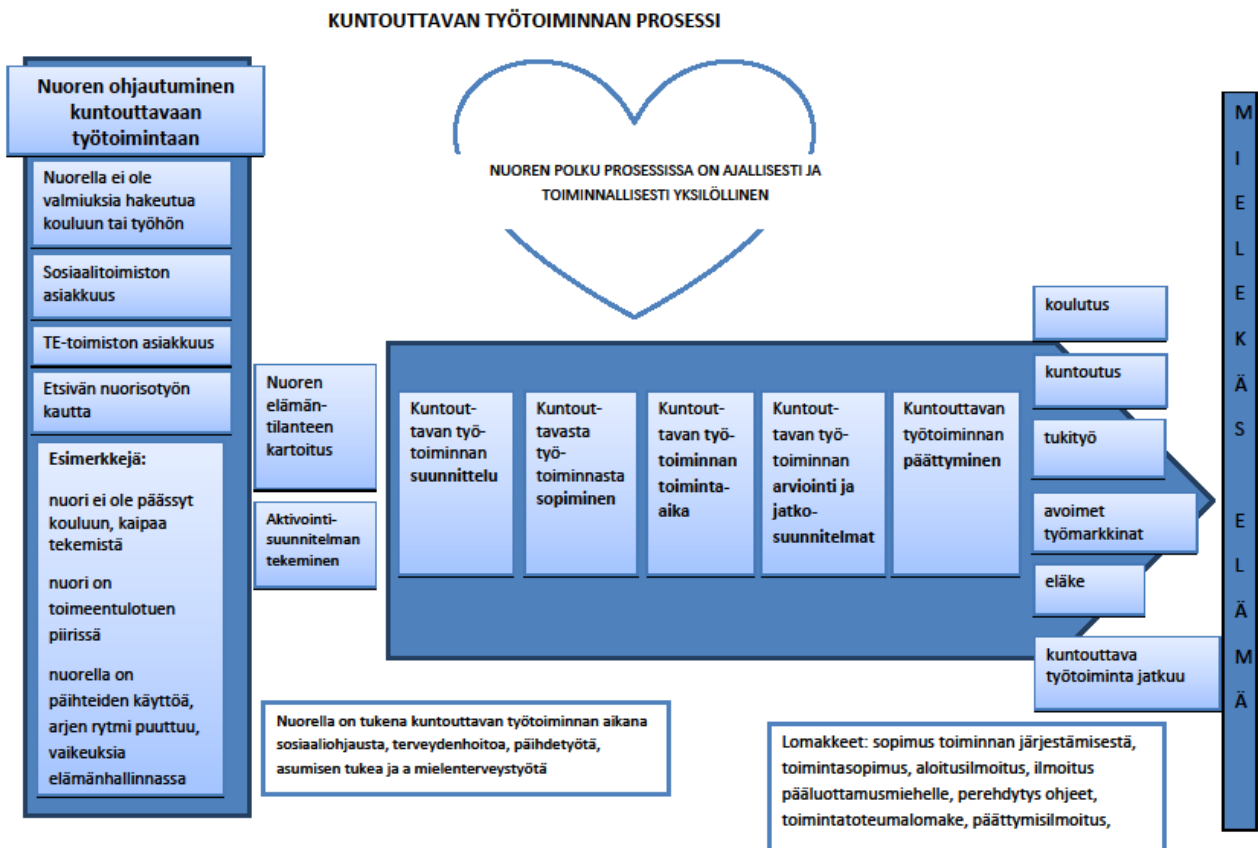 KUNTOUTTAVAN TYÖTOIMINNAN PROSESSI
Nuoren ohjautuminen
kuntouttavaan
työtoimintaan
Nuorella ei ole
valmiuksia hakeutua
kouluun tai työhön
Sosiaalitoimiston
asiakkuus
TE-toimiston asiakkuus
Etsivän nuorisotyön
kautta
Esimerkkejä:
nuori ei ole päässyt
kouluun, kaipaa
tekemistä
nuori on
toimeentulotuen
piirissä
nuorella on
päihteiden käyttöä,
arjen rytmi puuttuu,
vaikeuksia
elämänhallinnassa
NUOREN POLKU PROSESSISSA ON AJALLISESTI JA
TOIMINNALLISESTI YKSILÖLLINEN
Nuoren
elämän-
tilanteen
kartoitus
Aktivointi-
suunnitelman
tekeminen
Kuntout-
tavan työ-
toiminnan
suunnittelu
Kuntout-
tavasta
työ-
toiminnasta
sopiminen
Kuntout-
tavan työ-
toiminnan
toiminta-
aika
Kuntout-
tavan työ-
toiminnan
arviointi ja
jatko-
suunnitelmat
Kuntouttavan
työtoiminnan
päättyminen
koulutus
kuntoutus
tukityö
avoimet
työmarkkinat
eläke
kuntouttava
työtoiminta jatkuu
MIELEKÄS ELÄMÄ
Nuorella on tukena kuntouttavan työtoiminnan aikana
sosiaaliohjausta, terveydenhoitoa, päihdetyötä,
asumisen tukea ja a mielenterveystyötä
Lomakkeet: sopimus toiminnan järjestämisestä,
toimintasopimus, aloitusilmoitus, ilmoitus
pääluottamusmiehelle, perehdytys ohjeet,
toimintatoteumalomake, päättymisilmoitus,